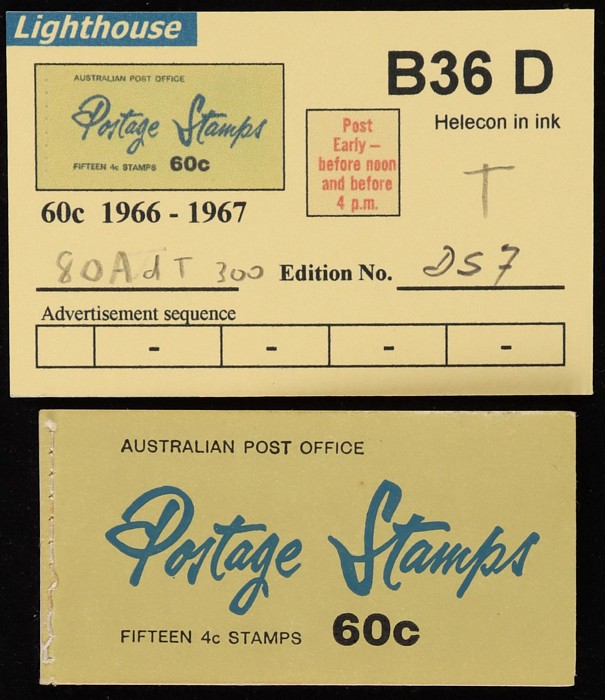 Lighthouse
B36 D
Helecon in ink
AUSTRALIAN POST OFFICE
Postage Stamps
FIFTEEN 4c STAMPS 60c
Post
Early –
before noon
and before
4 p.m.
T
60c 1966 - 1967
80AdT 300 Edition No. DS7
Advertisement sequence
- - - -
AUSTRALIAN POST OFFICE
Postage Stamps
FIFTEEN 4c STAMPS 60c